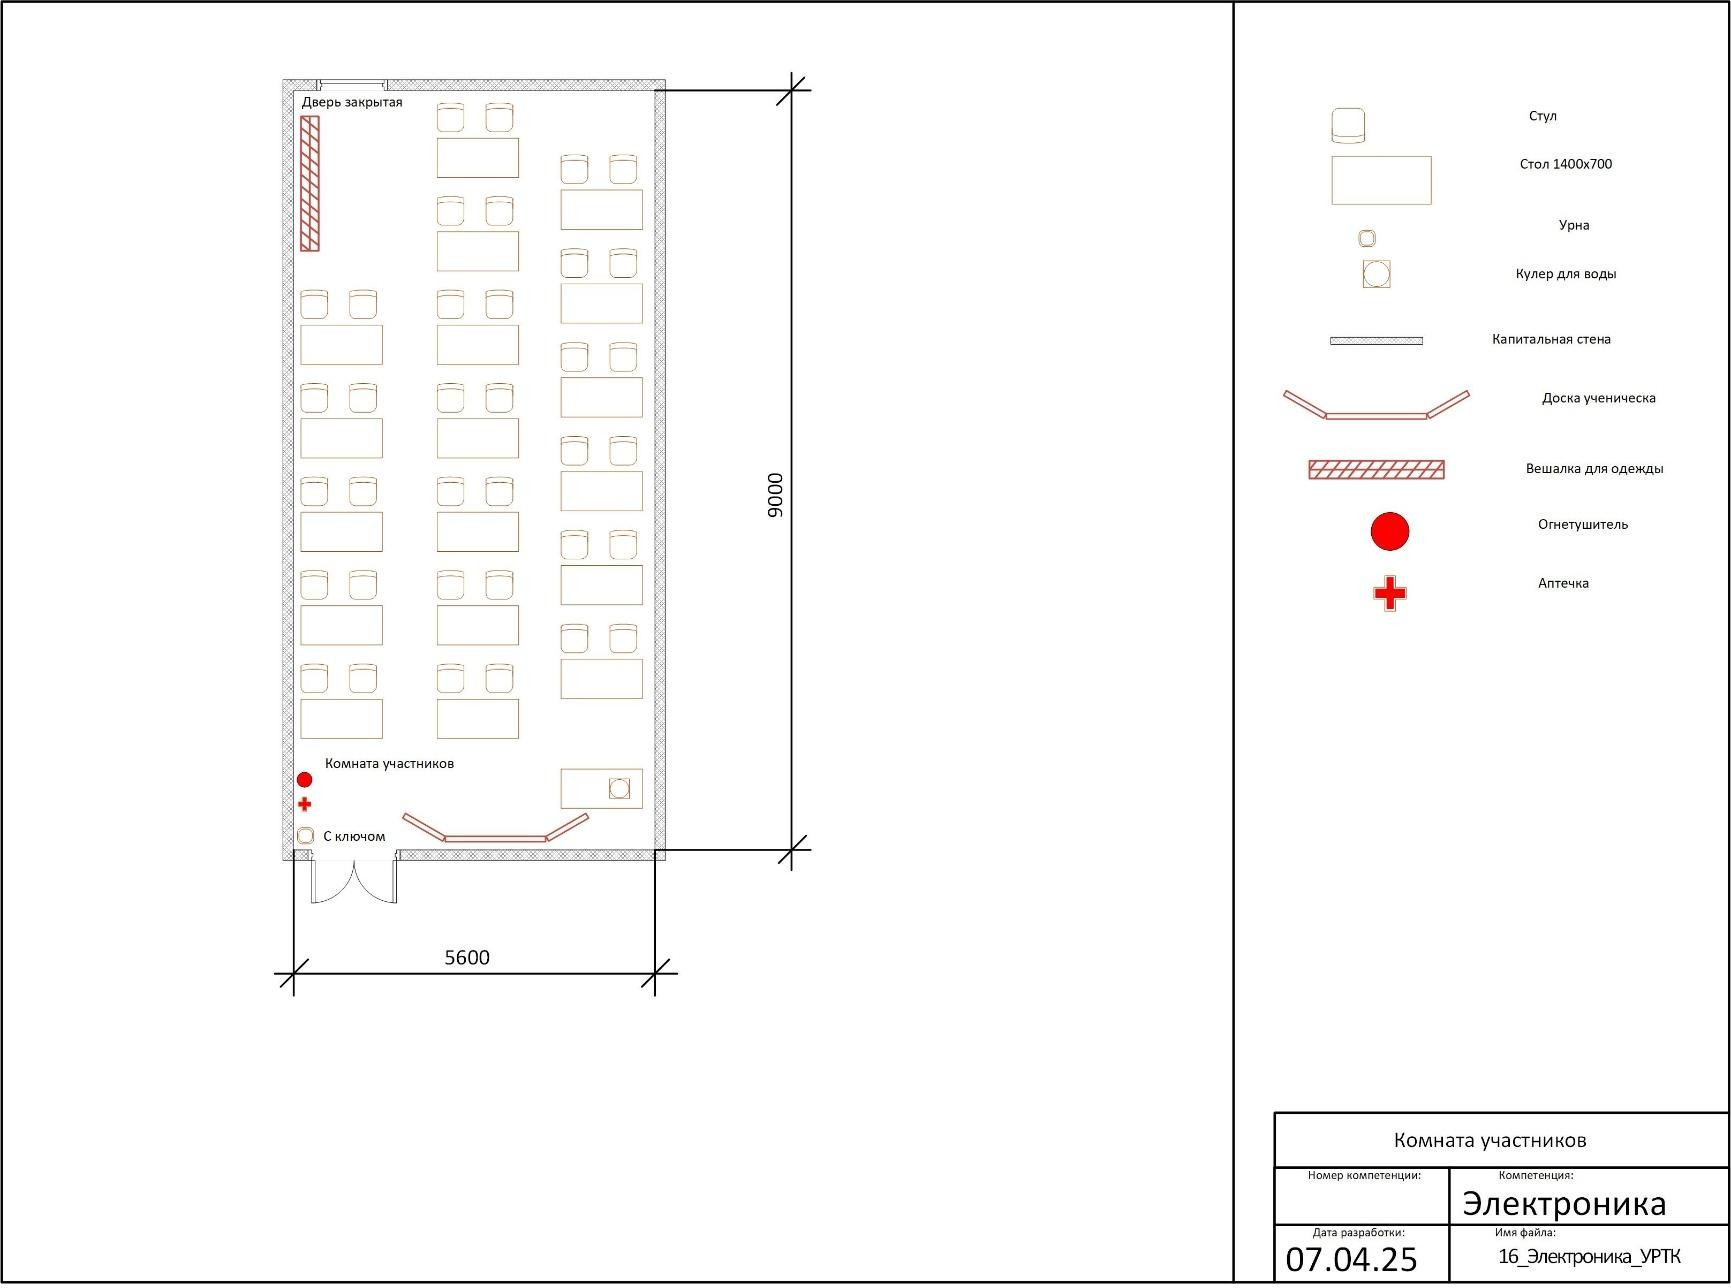 Дверь закрытая
Комната участников
С ключом
9000
5600
Стул
Стол 1400х700
Урна
Кулер для воды
Капитальная стена
Доска ученическа
Вешалка для одежды
Огнетушитель
Аптечка
Комната участников
Номер компетенции:
Компетенция:
Электроника
Дата разработки:
07.04.25
Имя файла:
16_Электроника_УРТК